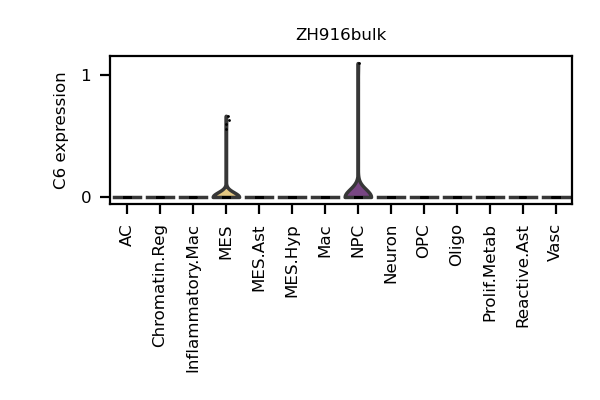 ZH916bulk
C6 expression
1
0
AC
Chromatin.Reg
Inflammatory.Mac
MES
MES.Ast
MES.Hyp
Mac
NPC
Neuron
OPC
Oligo
Prolif.Metab
Reactive.Ast
Vasc